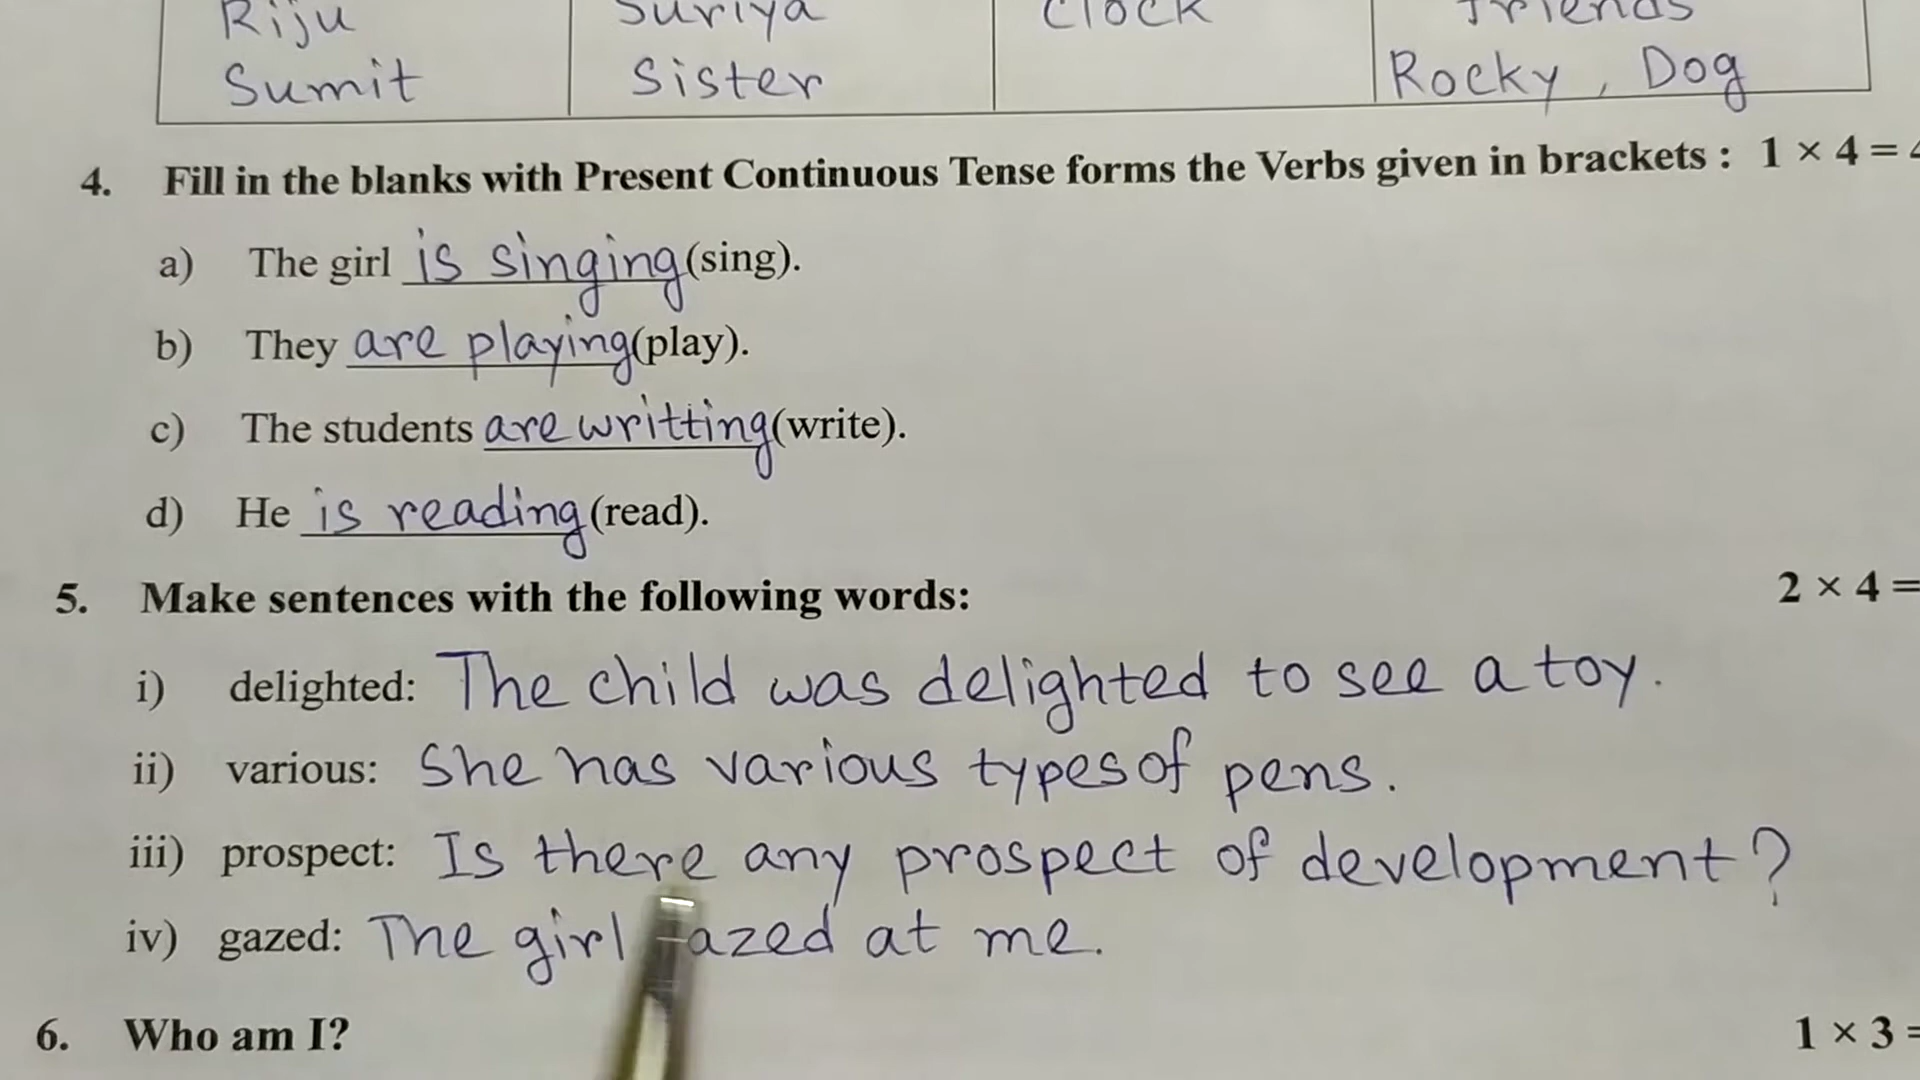 Riju Suriya Clock friends
Sumit Sister Rocky, Dog
4. Fill in the blanks with Present Continuous Tense forms the Verbs given in brackets : 1 × 4 =
a) The girl is singing (sing).
b) They are playing (play).
c) The students are writting (write).
d) He is reading (read).
5. Make sentences with the following words: 2 × 4 =
i) delighted: The child was delighted to see a toy.
ii) various: She has various types of pens.
iii) prospect: Is there any prospect of development?
iv) gazed: The girl azed at me.
6. Who am I? 1 × 3 =